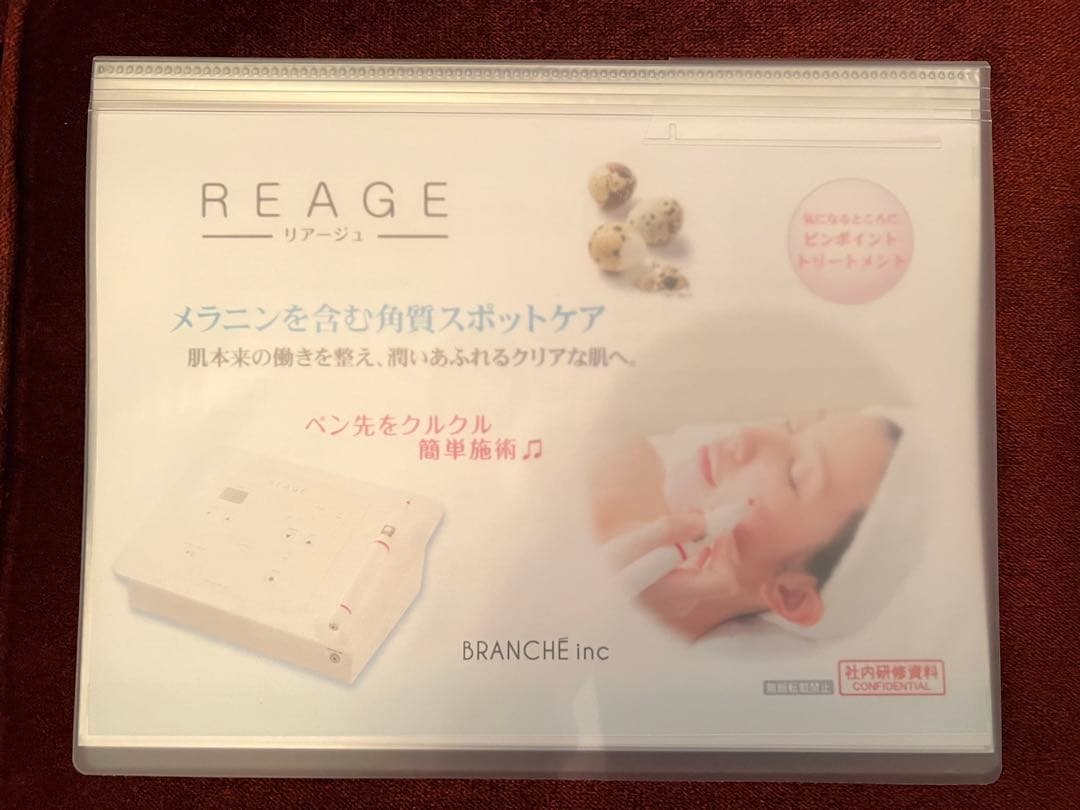 REAGE
リアージュ
気になるところに
ピンポイント
トリートメント
メラニンを含む角質スポットケア
肌本来の働きを整え、潤いあふれるクリアな肌へ。
ペン先をクルクル
簡単施術♫
REAGE
BRANCHÉ inc
無断転載禁止
社内研修資料
CONFIDENTIAL